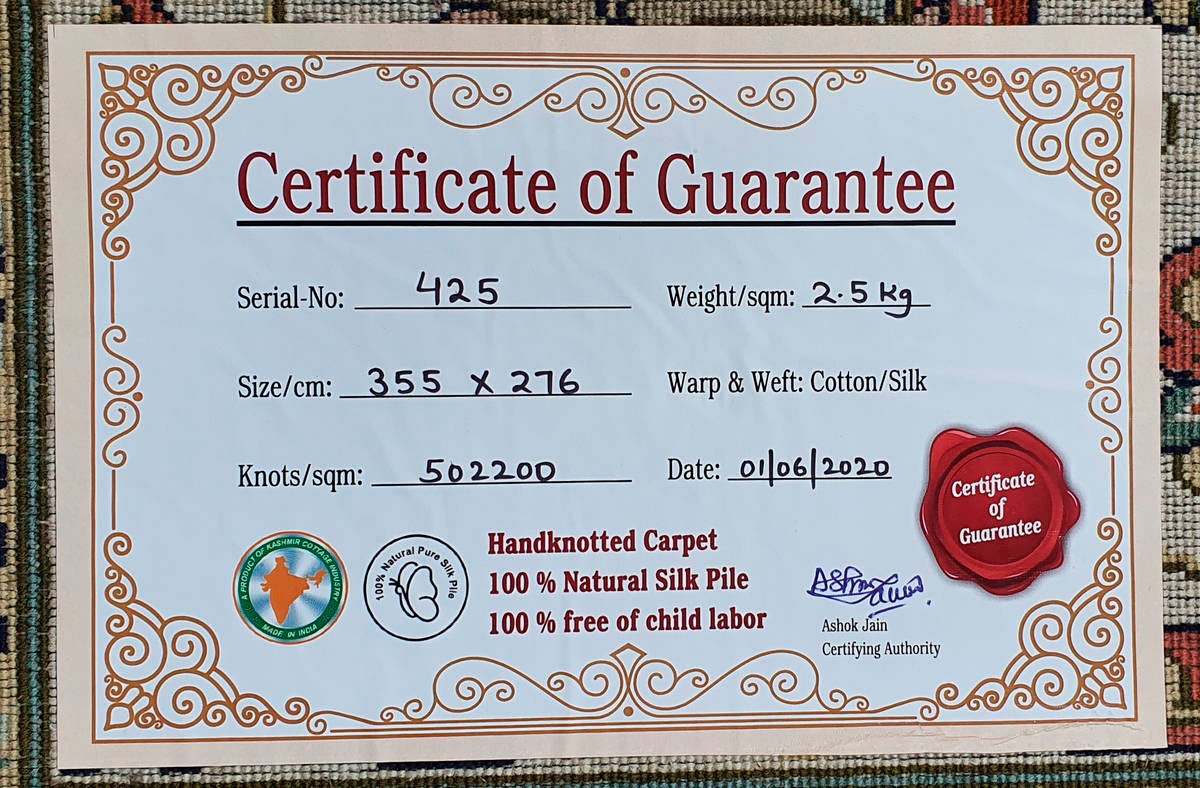 Certificate of Guarantee
Serial-No: 425
Weight/sqm: 2.5 kg
Size/cm: 355 x 276
Warp & Weft: Cotton/Silk
Knots/sqm: 502200
Date: 01/06/2020
Certificate
of
Guarantee
A PRODUCT OF KASHMIR COTTAGE INDUSTRY
MADE IN INDIA
100% Natural Pure Silk Pile
Handknotted Carpet
100 % Natural Silk Pile
100 % free of child labor
Ashok Jain
Certifying Authority